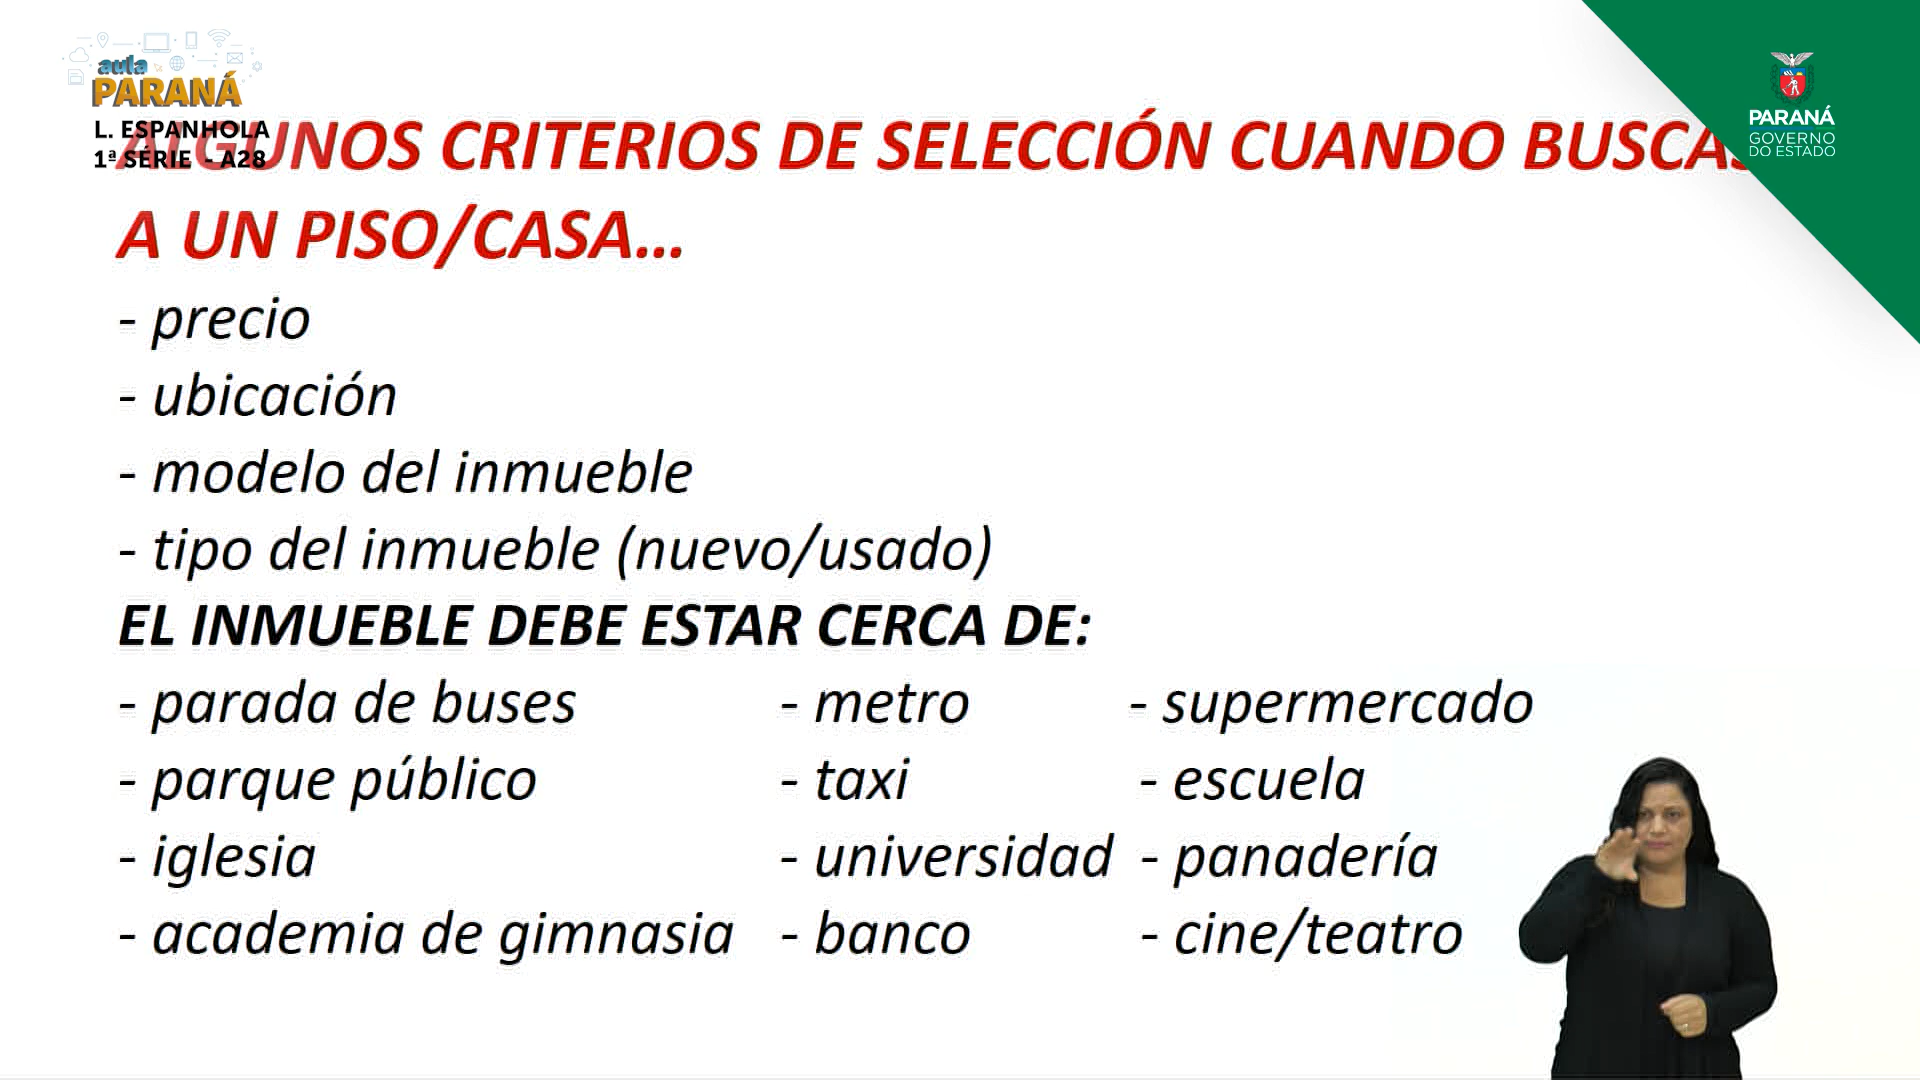 aula
PARANÁ
L. ESPANHOLA
1ª SÉRIE - A28
PARANÁ
GOVERNO
DO ESTADO
ALGUNOS CRITERIOS DE SELECCIÓN CUANDO BUSCAS
A UN PISO/CASA...
- precio
- ubicación
- modelo del inmueble
- tipo del inmueble (nuevo/usado)
EL INMUEBLE DEBE ESTAR CERCA DE:
- parada de buses - metro - supermercado
- parque público - taxi - escuela
- iglesia - universidad - panadería
- academia de gimnasia - banco - cine/teatro